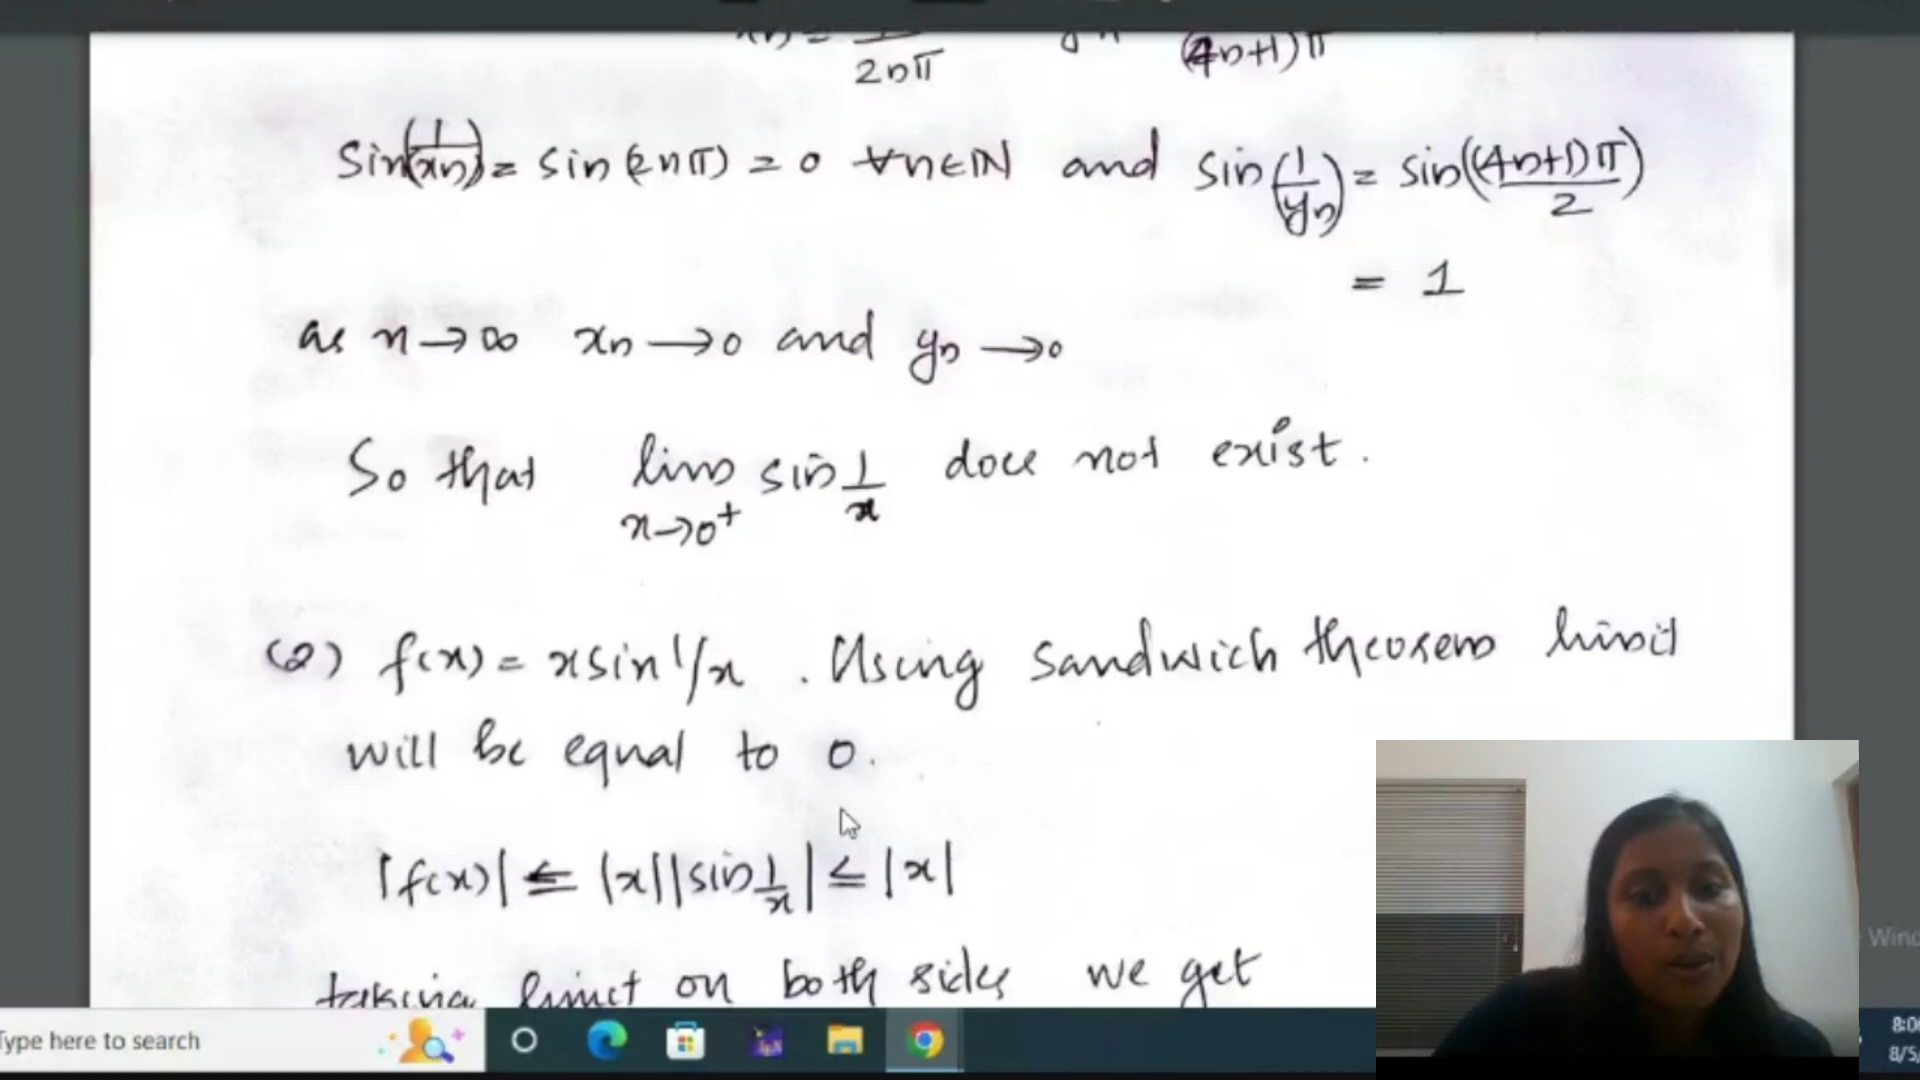 2nπ (4n+1)π
sin(1/xn) = sin(2nπ) = 0 ∀n∈ℕ and sin(1/yn) = sin((4n+1)π/2)
= 1
as n→∞ xn→0 and yn→0
So that lim x→0+ sin 1/x does not exist.
(2) f(x) = x sin 1/x . Using sandwich theorem limit
will be equal to 0.
|f(x)| ≤ |x||sin 1/x| ≤ |x|
taking limit on both sides we get
Type here to search